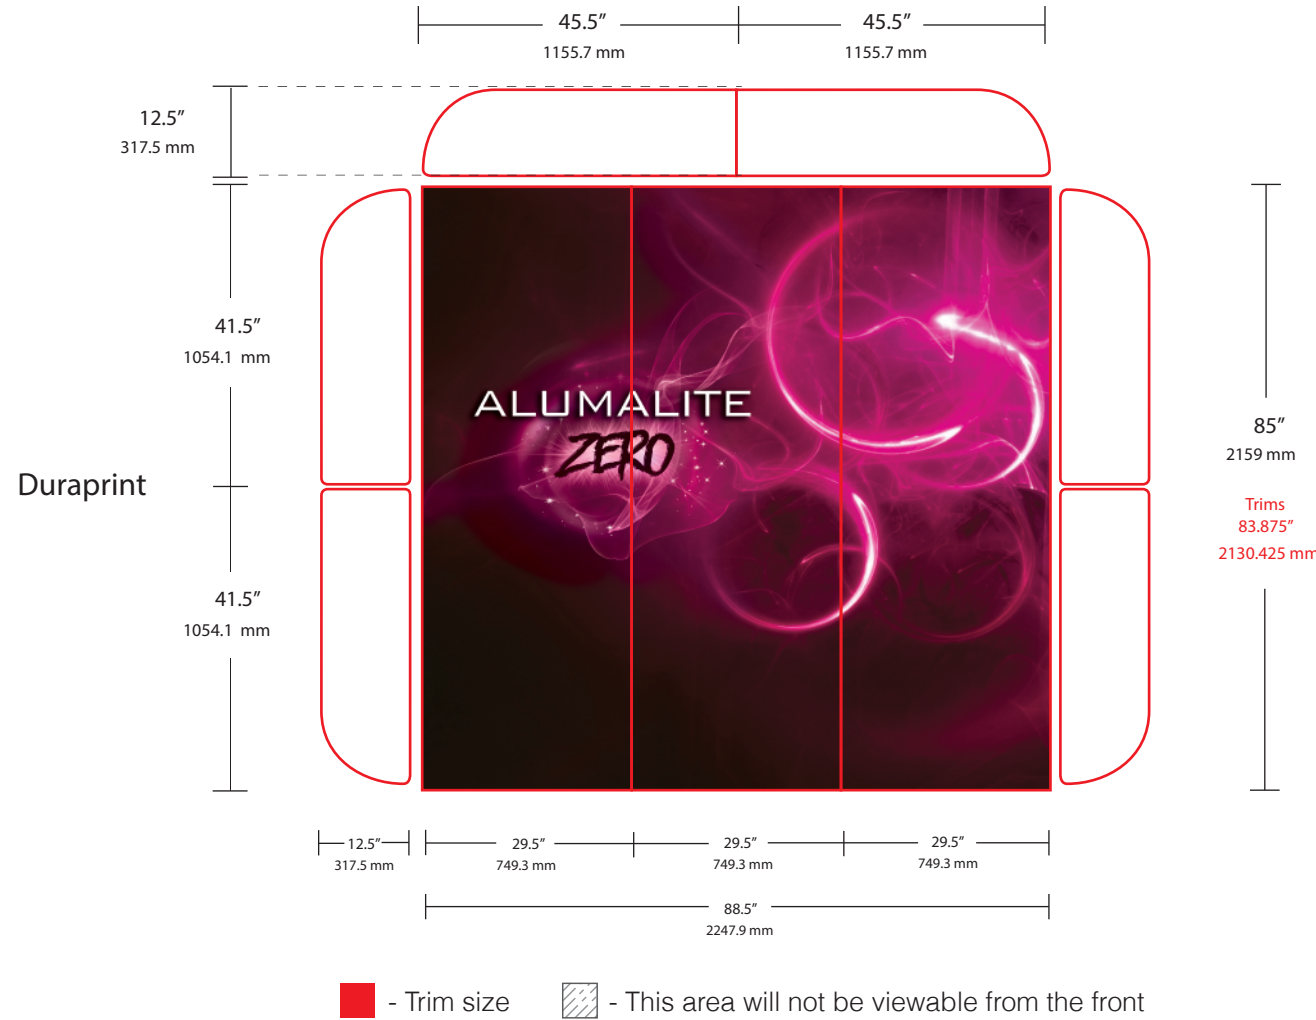 45.5”
1155.7 mm
45.5”
1155.7 mm
12.5”
317.5 mm
41.5”
1054.1 mm
41.5”
1054.1 mm
Duraprint
ALUMALITE
ZERO
85”
2159 mm
Trims
83.875”
2130.425 mm
12.5”
317.5 mm
29.5”
749.3 mm
29.5”
749.3 mm
29.5”
749.3 mm
88.5”
2247.9 mm
- Trim size
- This area will not be viewable from the front